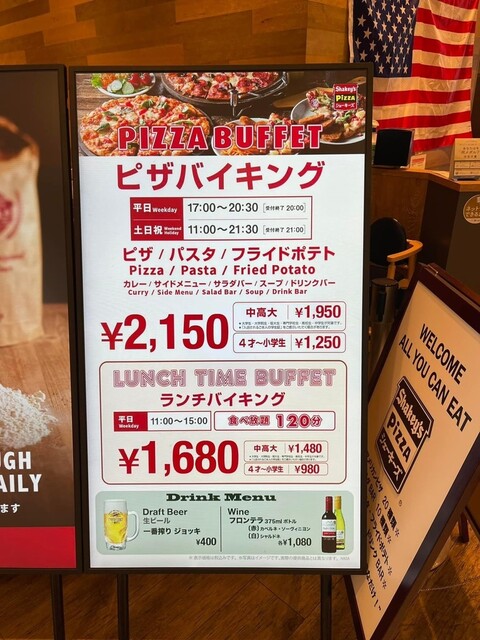 Shakey's
PIZZA
シェーキーズ
PIZZA BUFFET
ピザバイキング
平日 Weekday 17:00～20:30 [受付終了 20:00]
土日祝 Weekend Holiday 11:00～21:30 [受付終了 21:00]
ピザ / パスタ / フライドポテト
Pizza / Pasta / Fried Potato
カレー / サイドメニュー / サラダバー / スープ / ドリンクバー
Curry / Side Menu / Salad Bar / Soup / Drink Bar
¥2,150
中高大 ¥1,950
4才～小学生 ¥1,250
LUNCH TIME BUFFET
ランチバイキング
平日 Weekday 11:00～15:00 食べ放題 120分
¥1,680
中高大 ¥1,480
4才～小学生 ¥980
Drink Menu
Draft Beer
生ビール
一番搾り ジョッキ
¥400
Wine
フロンテラ 375ml ボトル
(赤) カベルネ・ソーヴィニヨン
(白) シャルドネ
各¥1,080
WELCOME
ALL YOU CAN EAT
Shakey's
PIZZA
シェーキーズ
UGH
AILY
ます